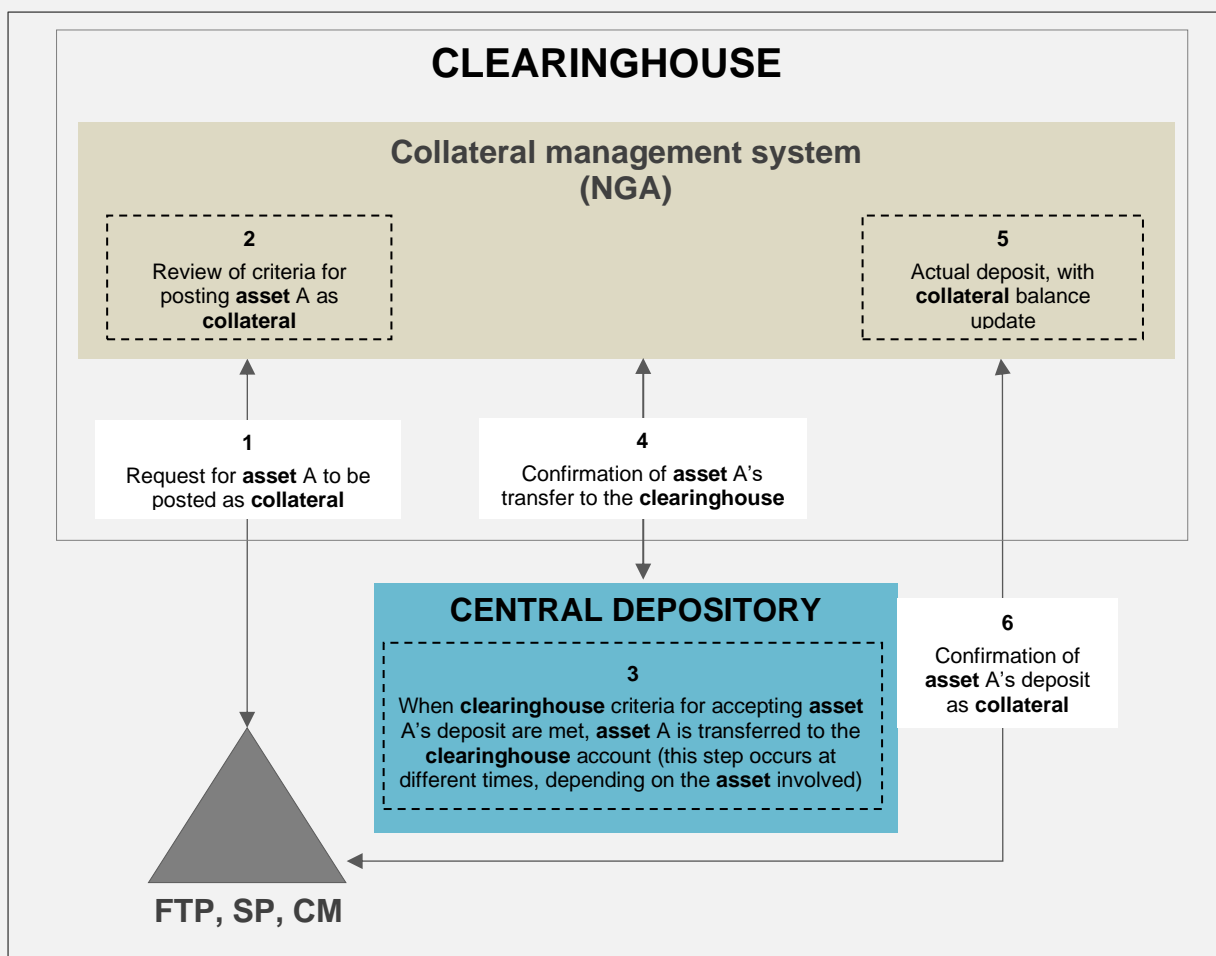 CLEARINGHOUSE
Collateral management system
(NGA)
2
Review of criteria for
posting asset A as
collateral
5
Actual deposit, with
collateral balance
update
1
Request for asset A to be
posted as collateral
4
Confirmation of asset A’s
transfer to the clearinghouse
CENTRAL DEPOSITORY
3
When clearinghouse criteria for accepting asset
A’s deposit are met, asset A is transferred to the
clearinghouse account (this step occurs at
different times, depending on the asset involved)
6
Confirmation of
asset A’s deposit
as collateral
FTP, SP, CM